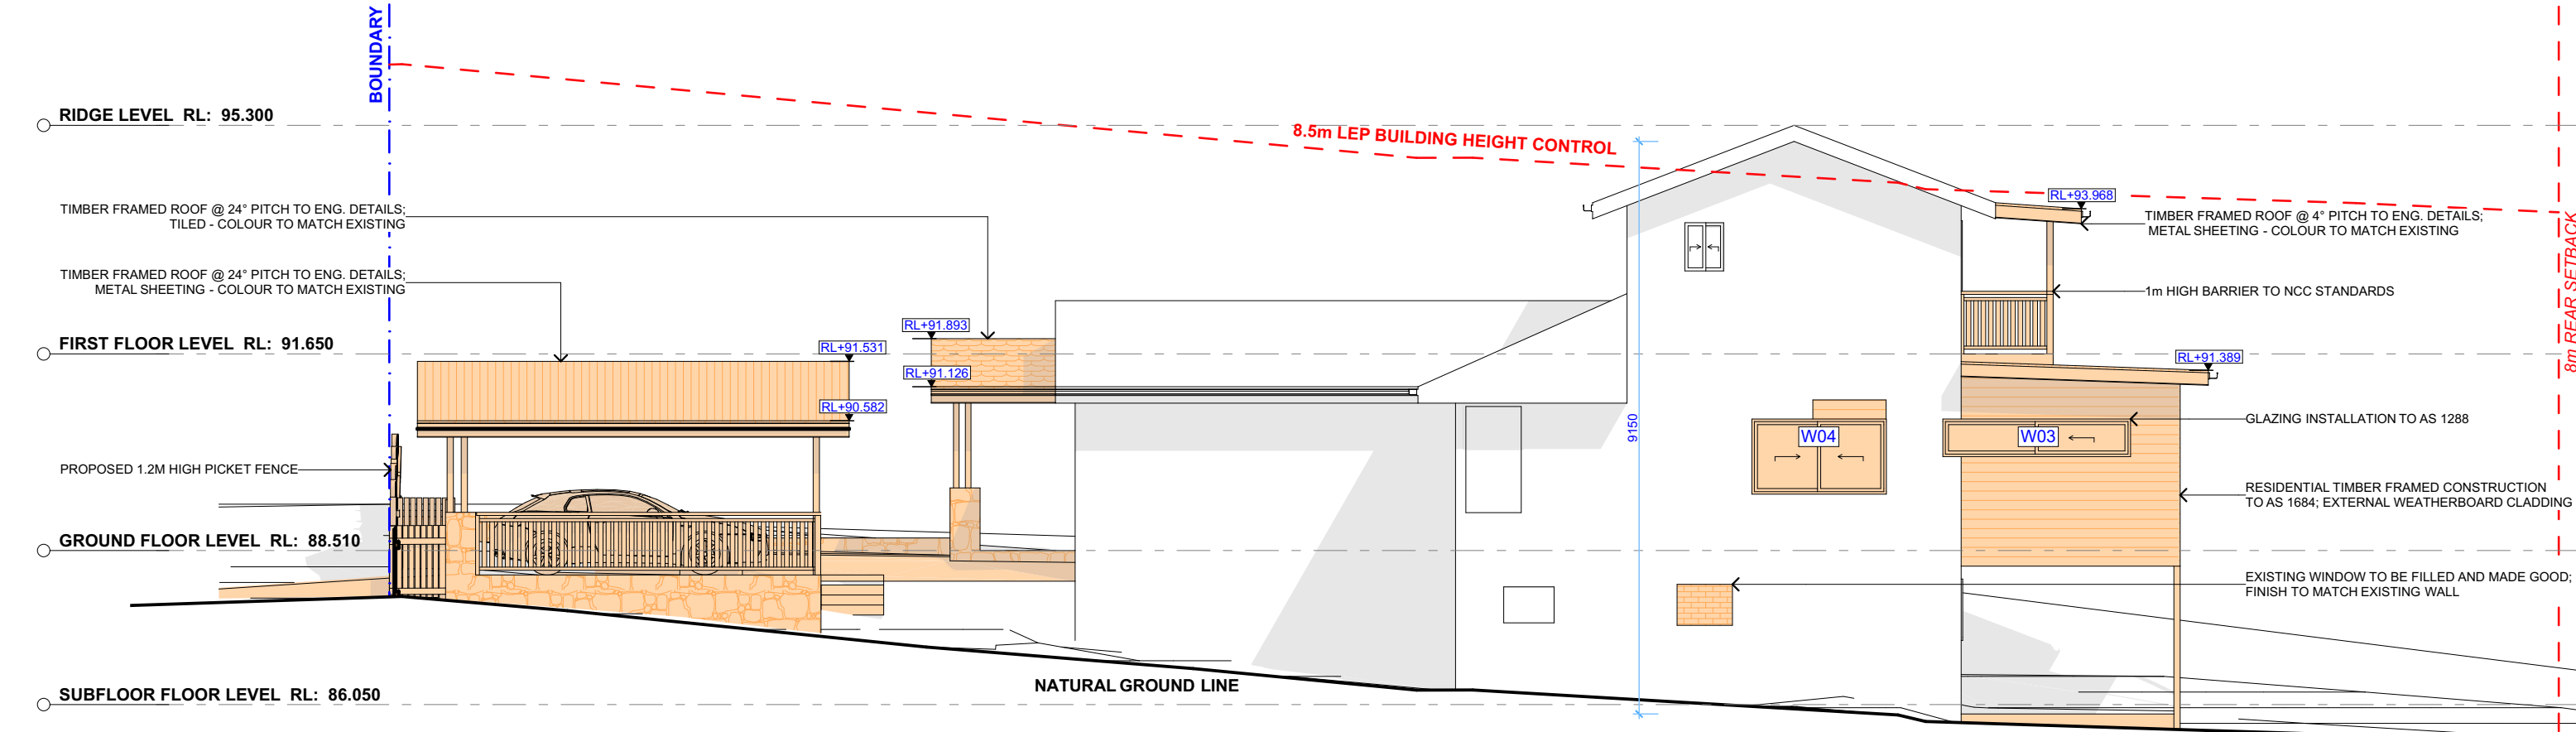 BOUNDARY
RIDGE LEVEL RL: 95.300
8.5m LEP BUILDING HEIGHT CONTROL
TIMBER FRAMED ROOF @ 24° PITCH TO ENG. DETAILS;
TILED - COLOUR TO MATCH EXISTING
RL+93.968
TIMBER FRAMED ROOF @ 4° PITCH TO ENG. DETAILS;
METAL SHEETING - COLOUR TO MATCH EXISTING
8m REAR SETBACK
TIMBER FRAMED ROOF @ 24° PITCH TO ENG. DETAILS;
METAL SHEETING - COLOUR TO MATCH EXISTING
1m HIGH BARRIER TO NCC STANDARDS
FIRST FLOOR LEVEL RL: 91.650
RL+91.893
RL+91.531
RL+91.126
RL+90.582
RL+91.389
9150
W04
W03
GLAZING INSTALLATION TO AS 1288
PROPOSED 1.2M HIGH PICKET FENCE
RESIDENTIAL TIMBER FRAMED CONSTRUCTION
TO AS 1684; EXTERNAL WEATHERBOARD CLADDING
GROUND FLOOR LEVEL RL: 88.510
EXISTING WINDOW TO BE FILLED AND MADE GOOD;
FINISH TO MATCH EXISTING WALL
NATURAL GROUND LINE
SUBFLOOR FLOOR LEVEL RL: 86.050